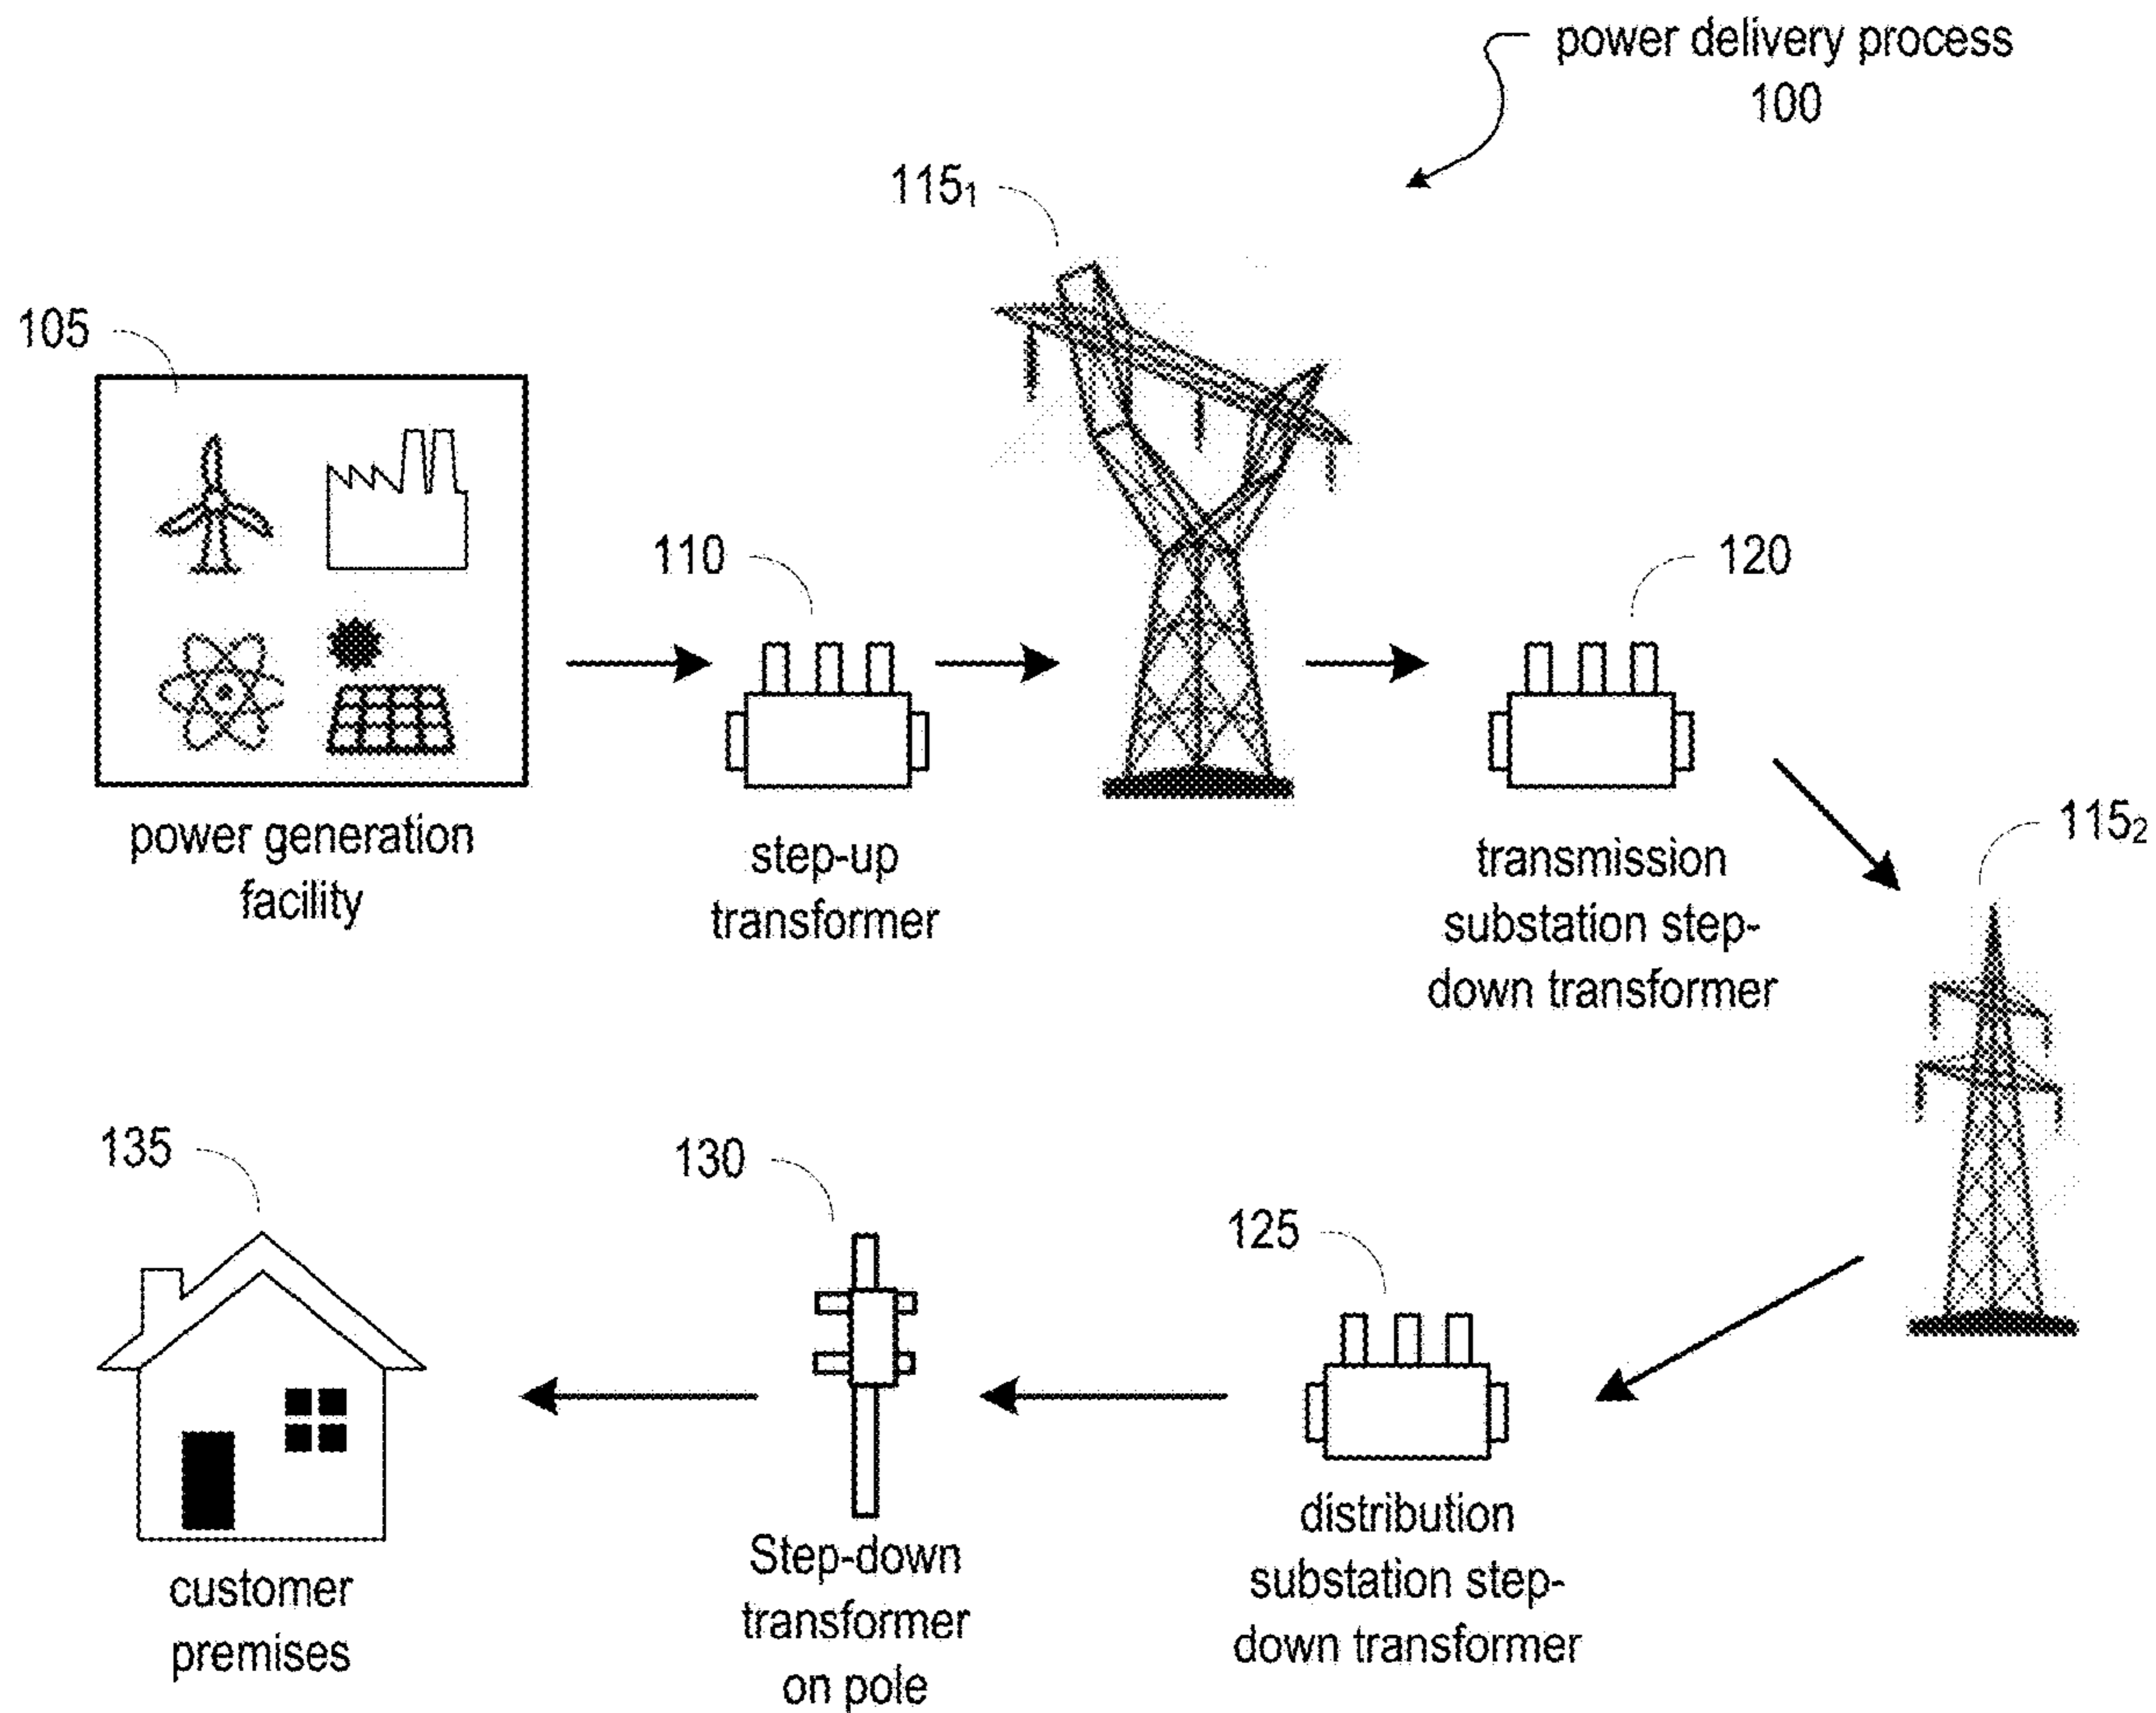 power delivery process
100
115₁
105
110
120
power generation
facility
step-up
transformer
transmission
substation step-
down transformer
115₂
135
130
125
customer
premises
Step-down
transformer
on pole
distribution
substation step-
down transformer